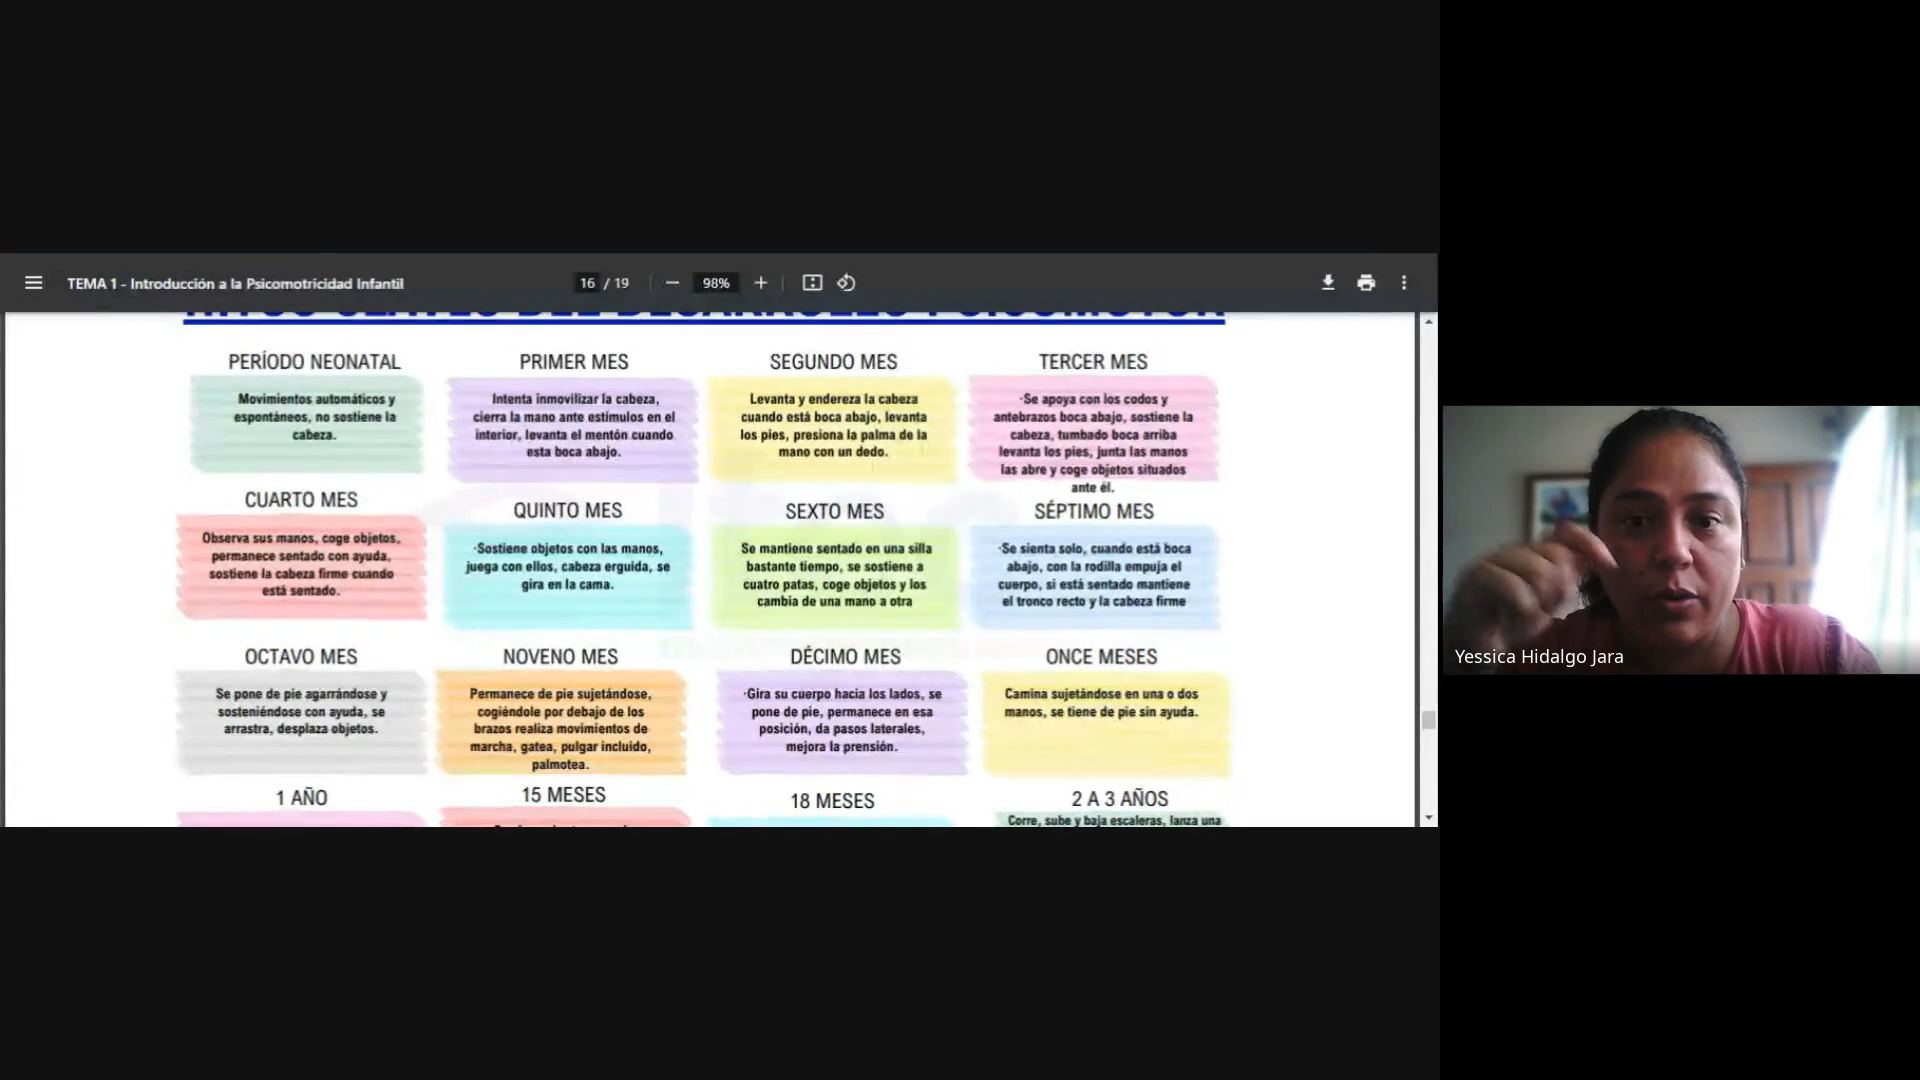 TEMA 1 - Introducción a la Psicomotricidad Infantil
16 / 19
98%
HITOS CLAVES DEL DESARROLLO PSICOMOTOR
PERÍODO NEONATAL
Movimientos automáticos y
espontáneos, no sostiene la
cabeza.
PRIMER MES
Intenta inmovilizar la cabeza,
cierra la mano ante estímulos en el
interior, levanta el mentón cuando
esta boca abajo.
SEGUNDO MES
Levanta y endereza la cabeza
cuando está boca abajo, levanta
los pies, presiona la palma de la
mano con un dedo.
TERCER MES
·Se apoya con los codos y
antebrazos boca abajo, sostiene la
cabeza, tumbado boca arriba
levanta los pies, junta las manos
las abre y coge objetos situados
ante él.
CUARTO MES
Observa sus manos, coge objetos,
permanece sentado con ayuda,
sostiene la cabeza firme cuando
está sentado.
QUINTO MES
·Sostiene objetos con las manos,
juega con ellos, cabeza erguida, se
gira en la cama.
SEXTO MES
Se mantiene sentado en una silla
bastante tiempo, se sostiene a
cuatro patas, coge objetos y los
cambia de una mano a otra
SÉPTIMO MES
·Se sienta solo, cuando está boca
abajo, con la rodilla empuja el
cuerpo, si está sentado mantiene
el tronco recto y la cabeza firme
OCTAVO MES
Se pone de pie agarrándose y
sosteniéndose con ayuda, se
arrastra, desplaza objetos.
NOVENO MES
Permanece de pie sujetándose,
cogiéndole por debajo de los
brazos realiza movimientos de
marcha, gatea, pulgar incluido,
palmotea.
DÉCIMO MES
·Gira su cuerpo hacia los lados, se
pone de pie, permanece en esa
posición, da pasos laterales,
mejora la prensión.
ONCE MESES
Camina sujetándose en una o dos
manos, se tiene de pie sin ayuda.
1 AÑO
15 MESES
18 MESES
2 A 3 AÑOS
Corre, sube y baja escaleras, lanza una
Yessica Hidalgo Jara